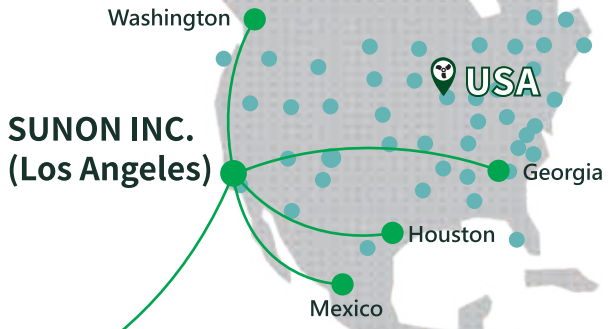 Washington
USA
SUNON INC.
(Los Angeles)
Georgia
Houston
Mexico